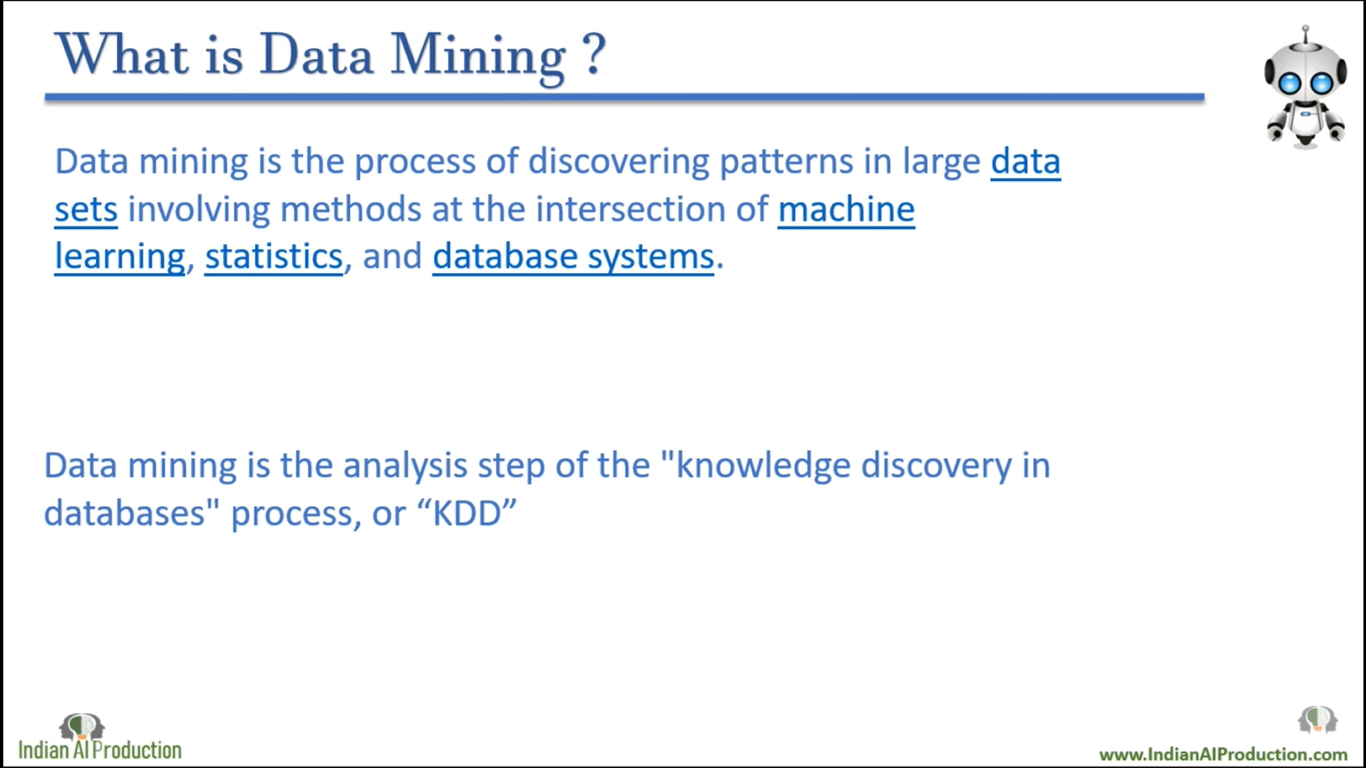 What is Data Mining ?
Data mining is the process of discovering patterns in large data
sets involving methods at the intersection of machine
learning, statistics, and database systems.
Data mining is the analysis step of the "knowledge discovery in
databases" process, or “KDD”
Indian AI Production
www.IndianAIProduction.com